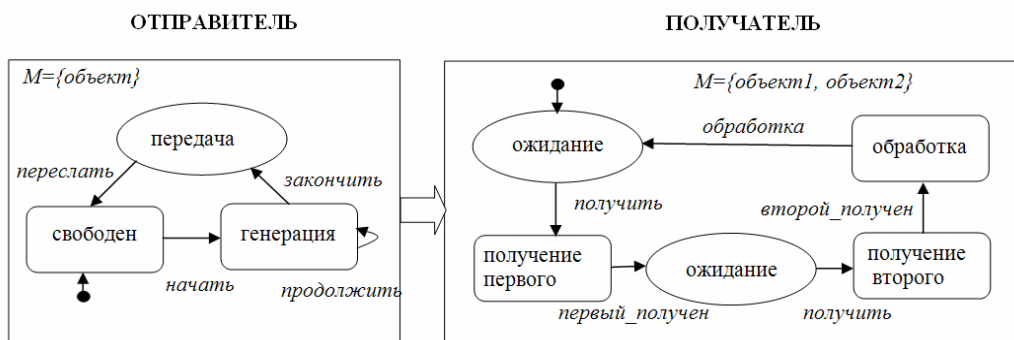 ОТПРАВИТЕЛЬ
ПОЛУЧАТЕЛЬ
M={объект}
передача
переслать
закончить
свободен
генерация
начать
продолжить
M={объект1, объект2}
ожидание
обработка
обработка
получить
второй_получен
получение
первого
ожидание
получение
второго
первый_получен
получить